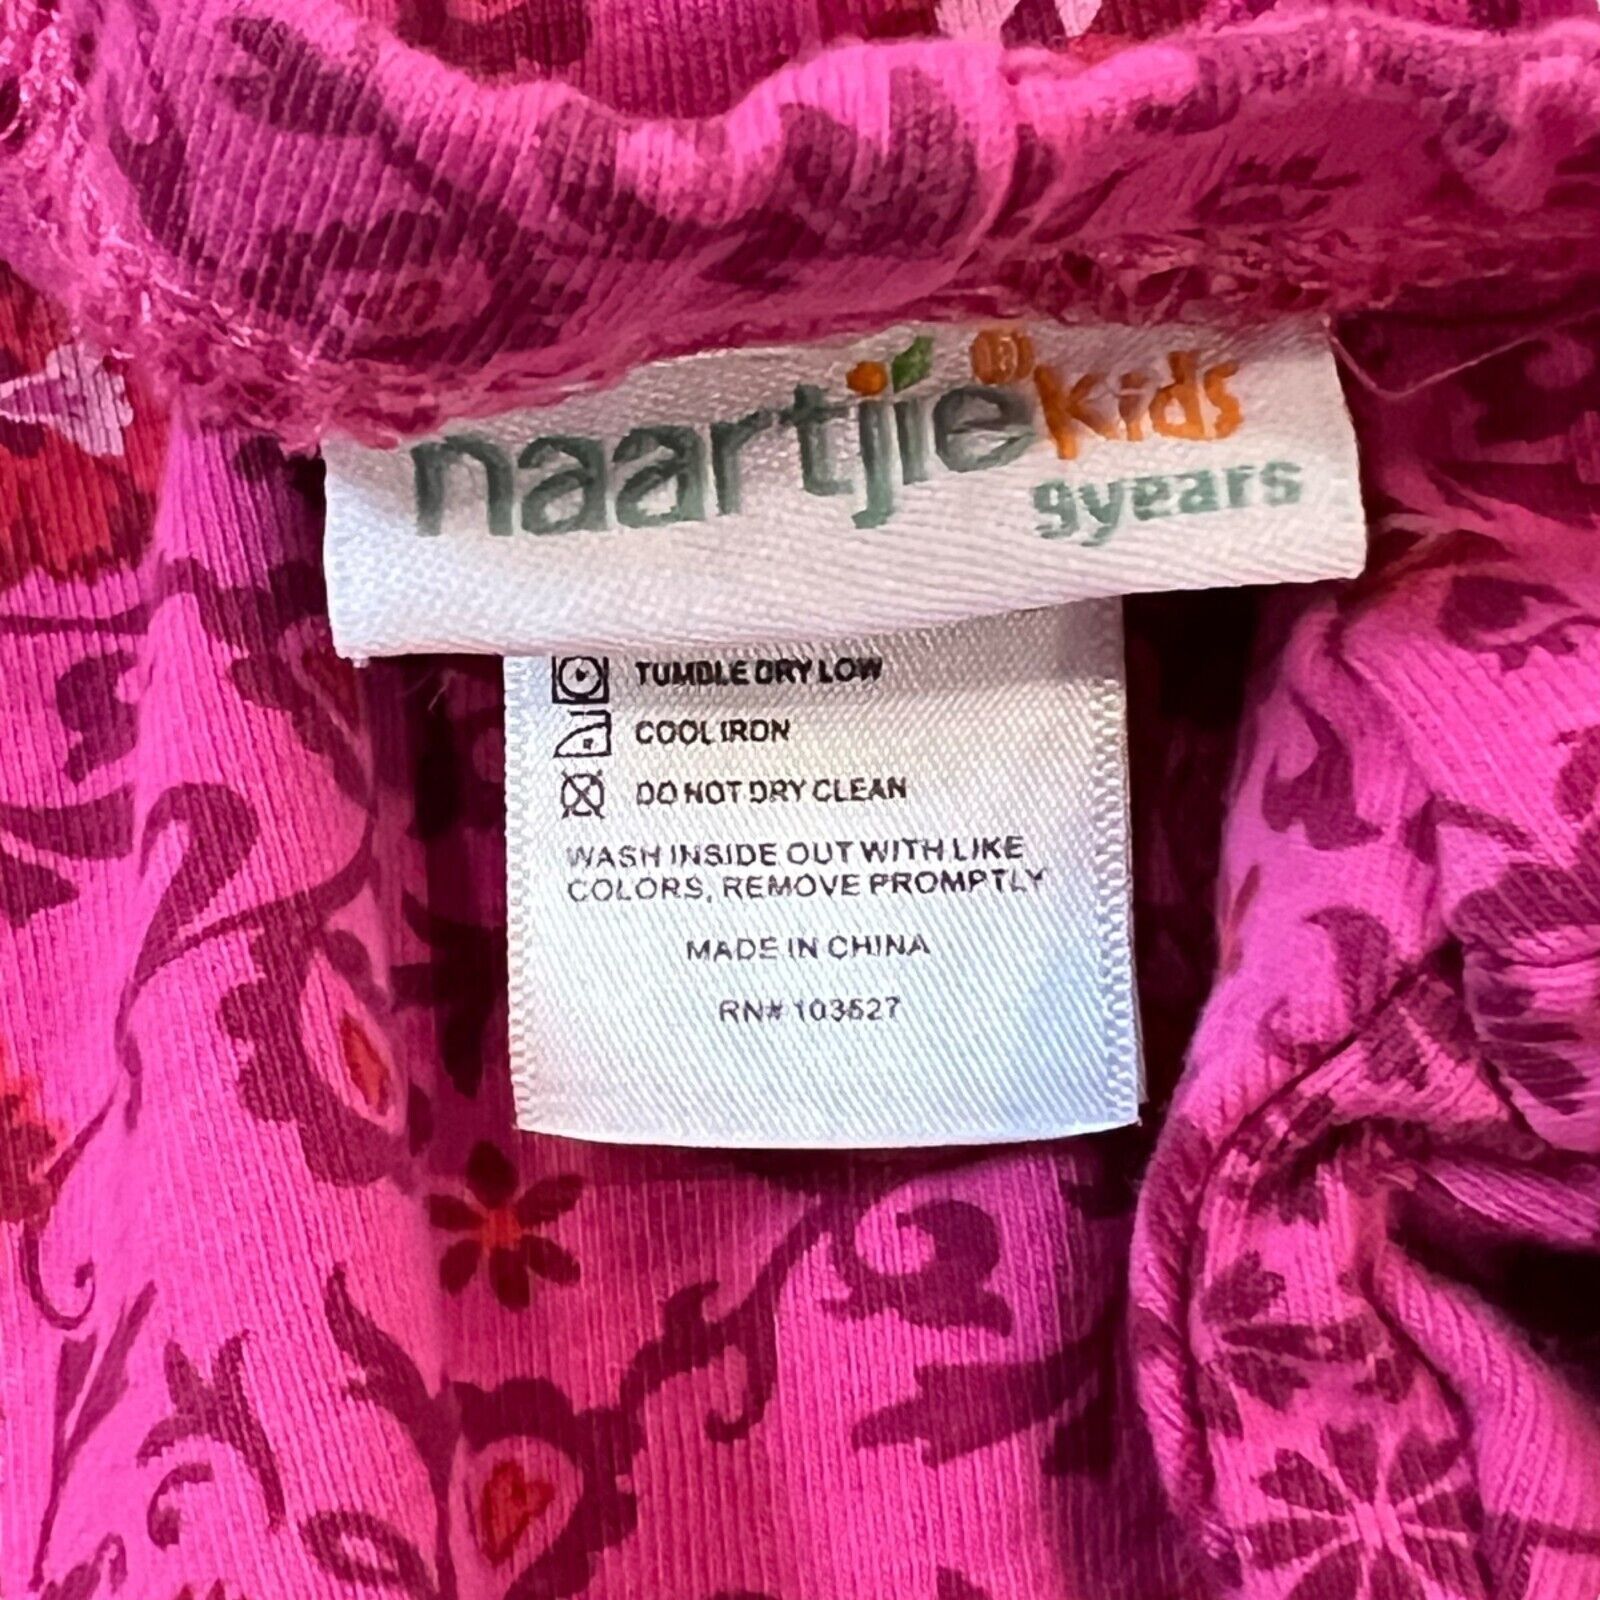 naartjie kids
9years
TUMBLE DRY LOW
COOL IRON
DO NOT DRY CLEAN
WASH INSIDE OUT WITH LIKE
COLORS, REMOVE PROMPTLY
MADE IN CHINA
RN# 103527